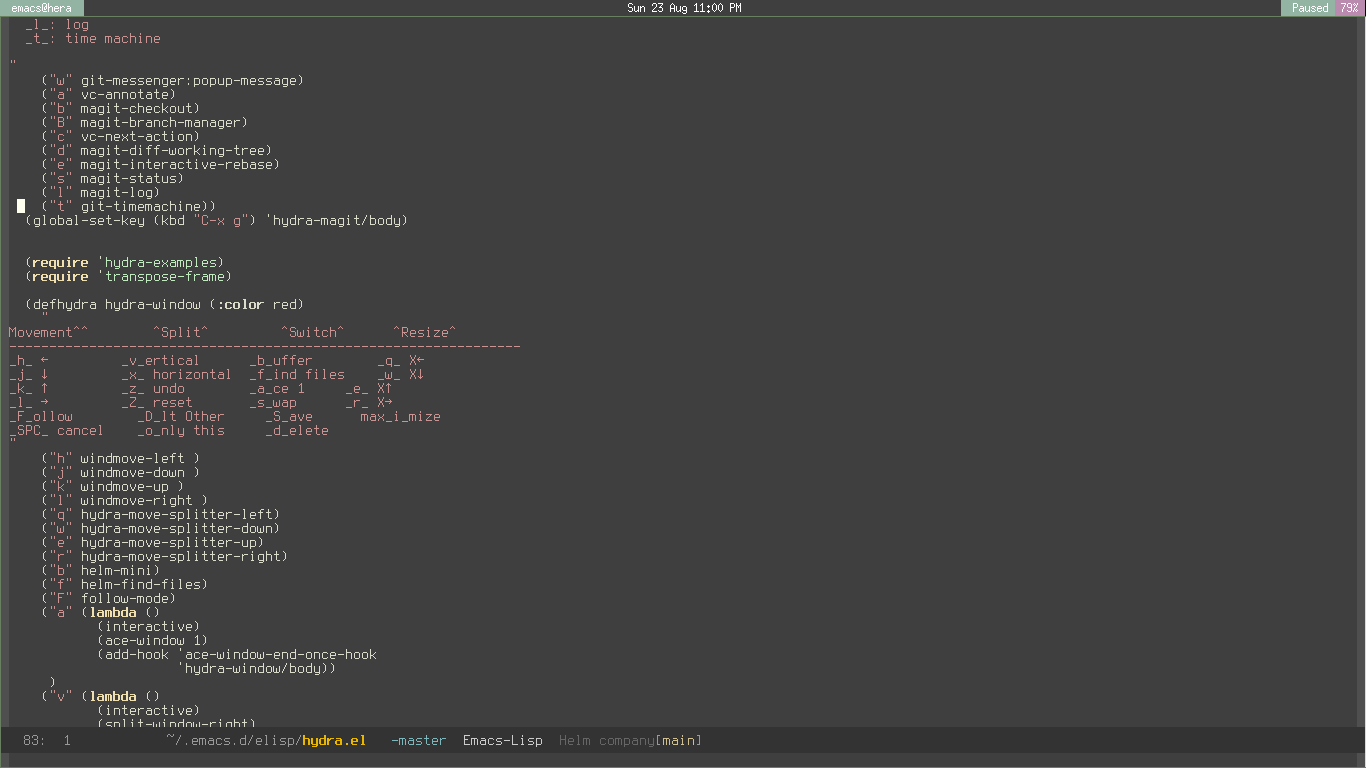 emacs@hera Sun 23 Aug 11:00 PM Paused 79%
_l_: log
_t_: time machine
"
("w" git-messenger:popup-message)
("a" vc-annotate)
("b" magit-checkout)
("B" magit-branch-manager)
("c" vc-next-action)
("d" magit-diff-working-tree)
("e" magit-interactive-rebase)
("s" magit-status)
("l" magit-log)
("t" git-timemachine))
(global-set-key (kbd "C-x g") 'hydra-magit/body)
(require 'hydra-examples)
(require 'transpose-frame)
(defhydra hydra-window (:color red)
"
Movement^^        ^Split^         ^Switch^      ^Resize^
----------------------------------------------------------------
_h_ ←         _v_ertical      _b_uffer        _q_ X←
_j_ ↓         _x_ horizontal  _f_ind files    _w_ X↓
_k_ ↑         _z_ undo        _a_ce 1     _e_ X↑
_l_ →         _Z_ reset       _s_wap      _r_ X→
_F_ollow        _D_lt Other     _S_ave      max_i_mize
_SPC_ cancel    _o_nly this     _d_elete
"
("h" windmove-left )
("j" windmove-down )
("k" windmove-up )
("l" windmove-right )
("q" hydra-move-splitter-left)
("w" hydra-move-splitter-down)
("e" hydra-move-splitter-up)
("r" hydra-move-splitter-right)
("b" helm-mini)
("f" helm-find-files)
("F" follow-mode)
("a" (lambda ()
(interactive)
(ace-window 1)
(add-hook 'ace-window-end-once-hook
'hydra-window/body))
)
("v" (lambda ()
(interactive)
(split-window-right)
83: 1 ~/.emacs.d/elisp/hydra.el -master Emacs-Lisp Helm company[main]